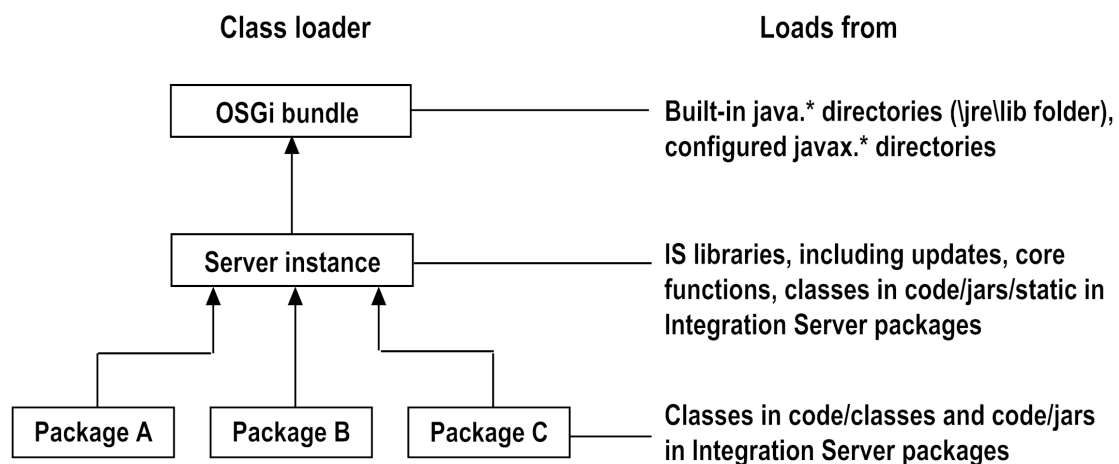 Class loader
Loads from
OSGi bundle
Built-in java.* directories (\jre\lib folder),
configured javax.* directories
Server instance
IS libraries, including updates, core
functions, classes in code/jars/static in
Integration Server packages
Package A
Package B
Package C
Classes in code/classes and code/jars
in Integration Server packages